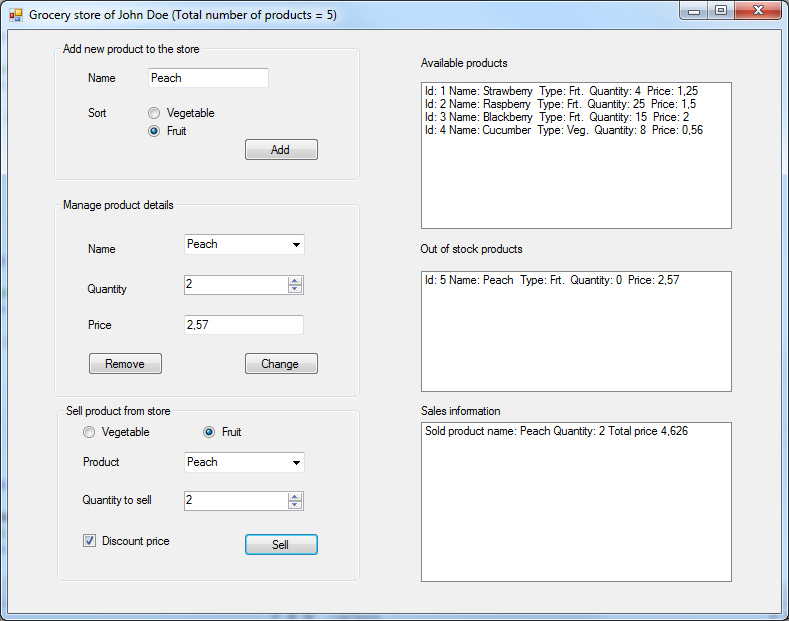 Grocery store of John Doe (Total number of products = 5)
Add new product to the store
Name
Peach
Sort
Vegetable
Fruit
Add
Manage product details
Name
Peach
Quantity
2
Price
2,57
Remove
Change
Sell product from store
Vegetable
Fruit
Product
Peach
Quantity to sell
2
Discount price
Sell
Available products
Id: 1 Name: Strawberry Type: Frt. Quantity: 4 Price: 1,25
Id: 2 Name: Raspberry Type: Frt. Quantity: 25 Price: 1,5
Id: 3 Name: Blackberry Type: Frt. Quantity: 15 Price: 2
Id: 4 Name: Cucumber Type: Veg. Quantity: 8 Price: 0,56
Out of stock products
Id: 5 Name: Peach Type: Frt. Quantity: 0 Price: 2,57
Sales information
Sold product name: Peach Quantity: 2 Total price 4,626